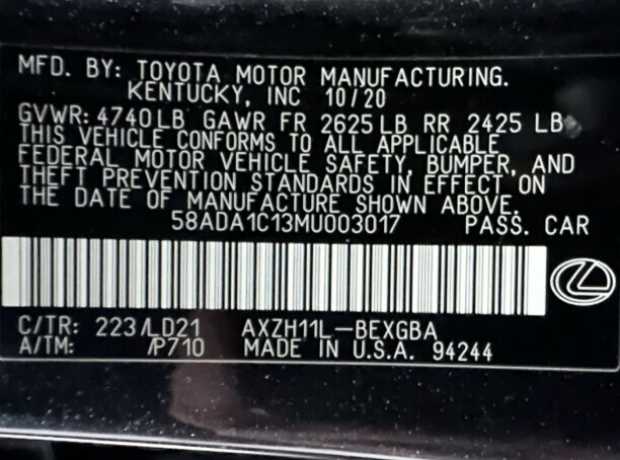 MFD. BY: TOYOTA MOTOR MANUFACTURING.
KENTUCKY, INC 10/20
GVWR: 4740LB GAWR FR 2625LB RR 2425 LB
THIS VEHICLE CONFORMS TO ALL APPLICABLE
FEDERAL MOTOR VEHICLE SAFETY, BUMPER, AND
THEFT PREVENTION STANDARDS IN EFFECT ON
THE DATE OF MANUFACTURE SHOWN ABOVE.
58ADA1C13MU003017 PASS. CAR
C/TR: 223/LD21 AXZH11L-BEXGBA
A/TM: /P710 MADE IN U.S.A. 94244